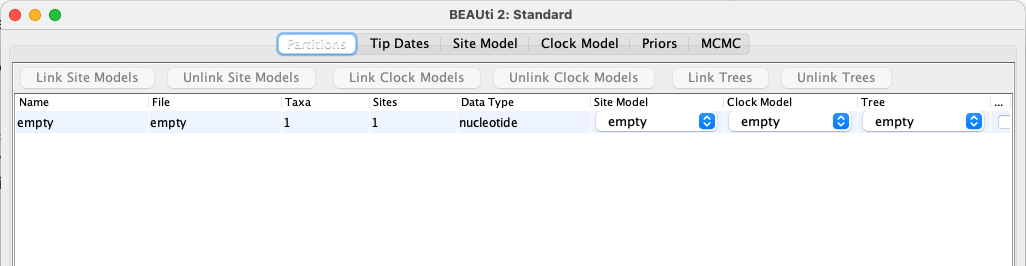 BEAUti 2: Standard
Partitions Tip Dates Site Model Clock Model Priors MCMC
Link Site Models Unlink Site Models Link Clock Models Unlink Clock Models Link Trees Unlink Trees
Name File Taxa Sites Data Type Site Model Clock Model Tree ...
empty empty 1 1 nucleotide empty empty empty